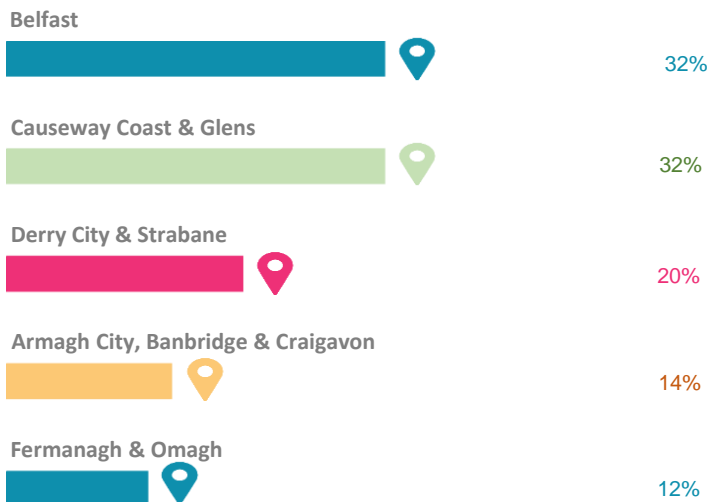 Belfast
32%
Causeway Coast & Glens
32%
Derry City & Strabane
20%
Armagh City, Banbridge & Craigavon
14%
Fermanagh & Omagh
12%